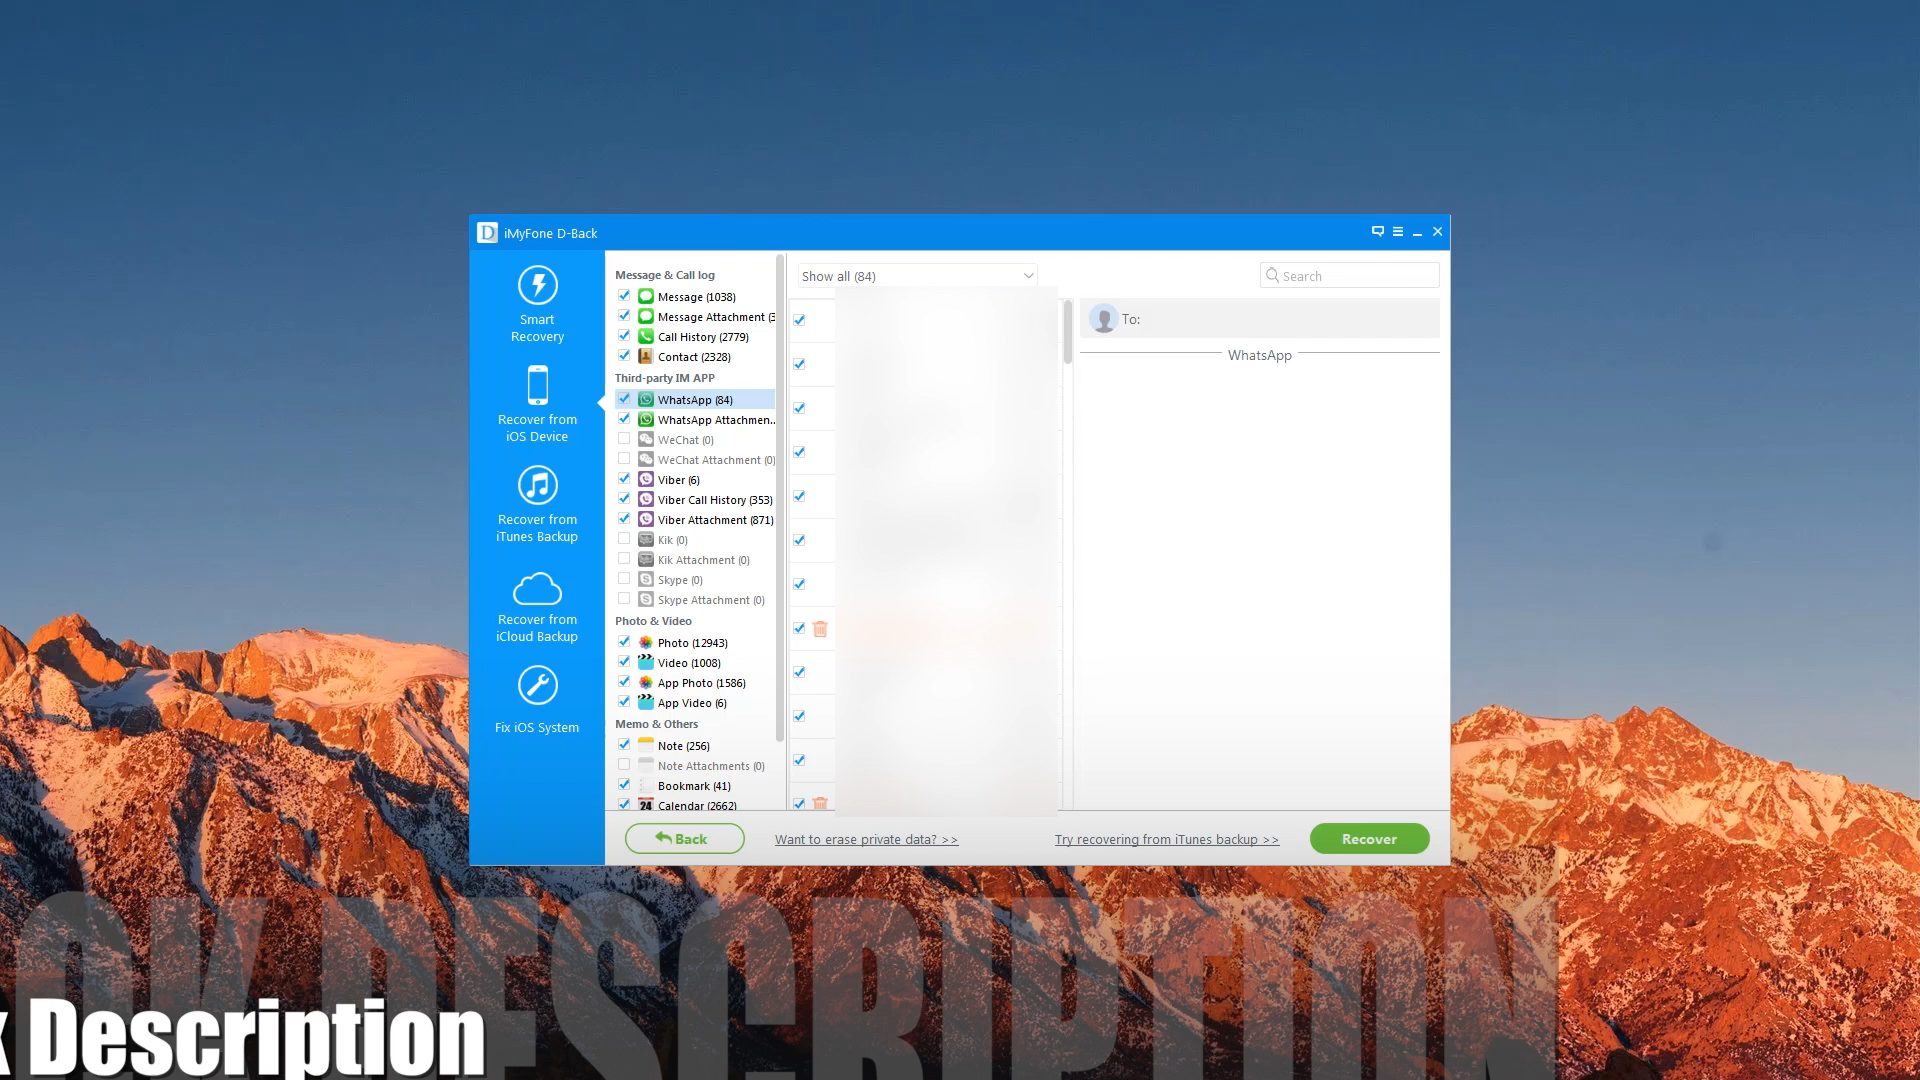 iMyFone D-Back
Smart
Recovery
Recover from
iOS Device
Recover from
iTunes Backup
Recover from
iCloud Backup
Fix iOS System
Message & Call log
Message (1038)
Message Attachment (3
Call History (2779)
Contact (2328)
Third-party IM APP
WhatsApp (84)
WhatsApp Attachmen..
WeChat (0)
WeChat Attachment (0)
Viber (6)
Viber Call History (353)
Viber Attachment (871)
Kik (0)
Kik Attachment (0)
Skype (0)
Skype Attachment (0)
Photo & Video
Photo (12943)
Video (1008)
App Photo (1586)
App Video (6)
Memo & Others
Note (256)
Note Attachments (0)
Bookmark (41)
24 Calendar (2662)
Show all (84)
Search
To:
WhatsApp
Back
Want to erase private data? >>
Try recovering from iTunes backup >>
Recover
CK DESCRIPTION
k Description